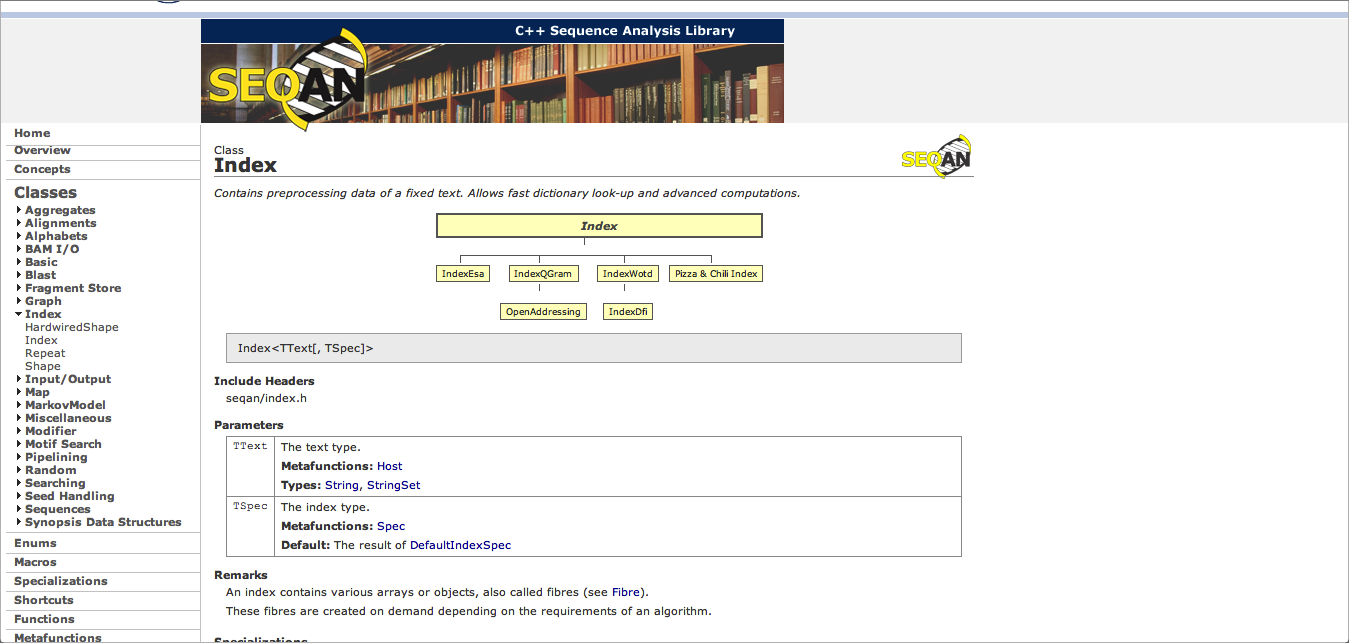 C++ Sequence Analysis Library
SEQAN
Home
Overview
Concepts
Classes
Aggregates
Alignments
Alphabets
BAM I/O
Basic
Blast
Fragment Store
Graph
Index
HardwiredShape
Index
Repeat
Shape
Input/Output
Map
MarkovModel
Miscellaneous
Modifier
Motif Search
Pipelining
Random
Searching
Seed Handling
Sequences
Synopsis Data Structures
Enums
Macros
Specializations
Shortcuts
Functions
Metafunctions
Class
Index
SEQAN
Contains preprocessing data of a fixed text. Allows fast dictionary look-up and advanced computations.
Index
IndexEsa IndexQGram IndexWotd Pizza & Chili Index
OpenAddressing IndexDfi
Index<TText[, TSpec]>
Include Headers
seqan/index.h
Parameters
TText The text type.
Metafunctions: Host
Types: String, StringSet
TSpec The index type.
Metafunctions: Spec
Default: The result of DefaultIndexSpec
Remarks
An index contains various arrays or objects, also called fibres (see Fibre).
These fibres are created on demand depending on the requirements of an algorithm.
Specializations